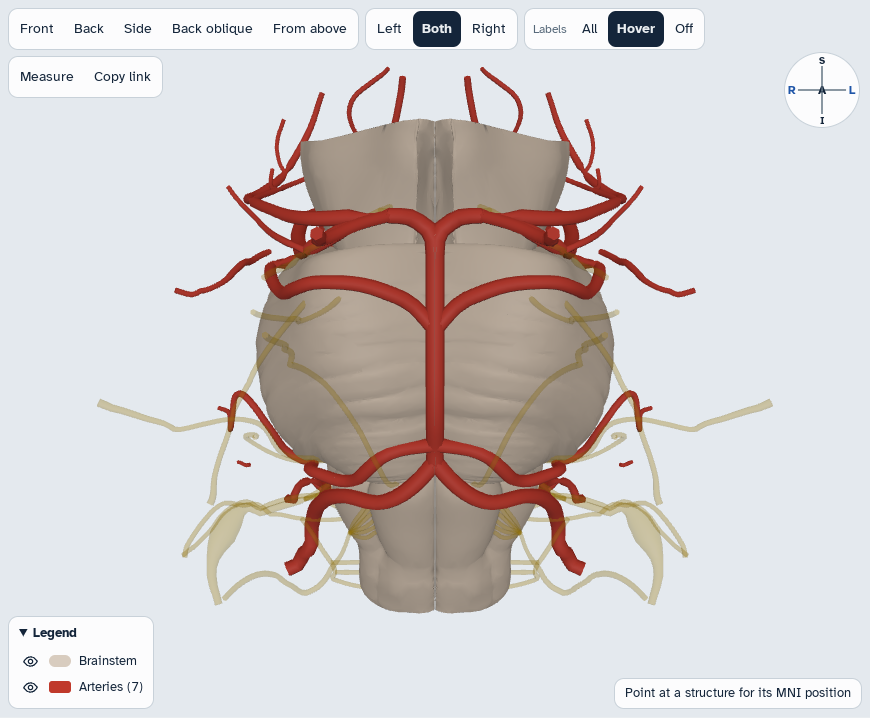 Front Back Side Back oblique From above Left Both Right Labels All Hover Off
Measure Copy link
S
R A L
I
▼ Legend
Brainstem
Arteries (7)
Point at a structure for its MNI position